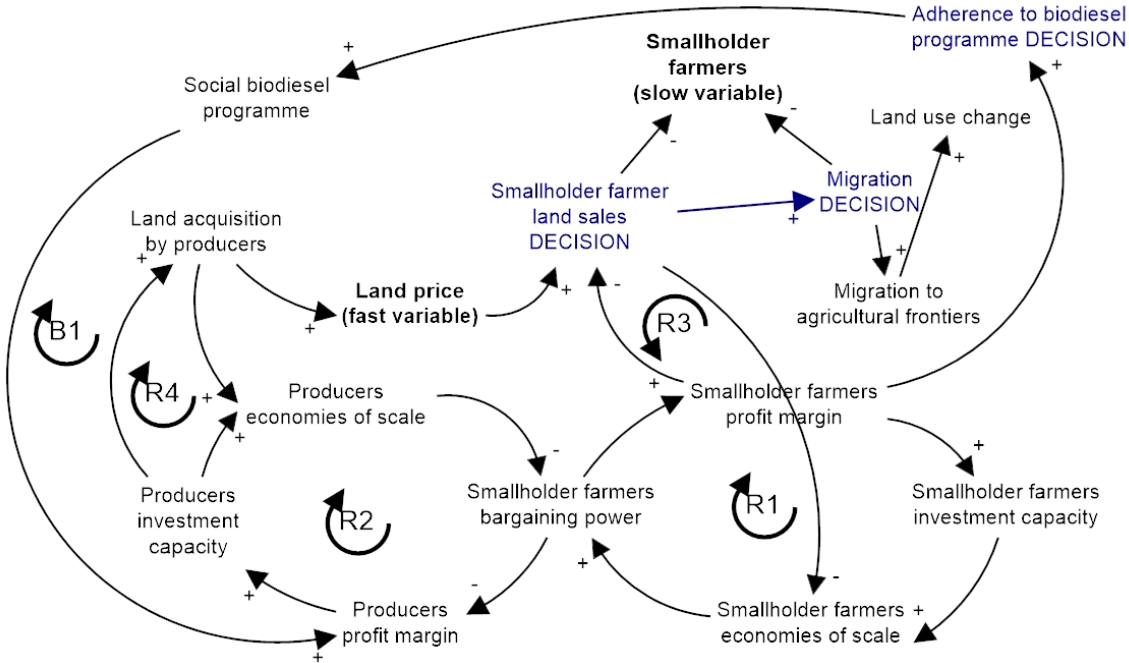 Adherence to biodiesel
programme DECISION
+
Smallholder
farmers
(slow variable)
+
Social biodiesel
programme
-
Land use change
+
-
Migration
DECISION
Smallholder farmer
land sales
DECISION
+
Land acquisition
by producers
+
+
Land price
(fast variable)
+
+
-
Migration to
agricultural frontiers
B1
R3
R4
+
Producers
economies of scale
+
+
Smallholder farmers
profit margin
+
-
Smallholder farmers
bargaining power
Smallholder farmers
investment capacity
Producers
investment
capacity
R2
R1
+
-
+
-
Producers
profit margin
+
Smallholder farmers +
economies of scale